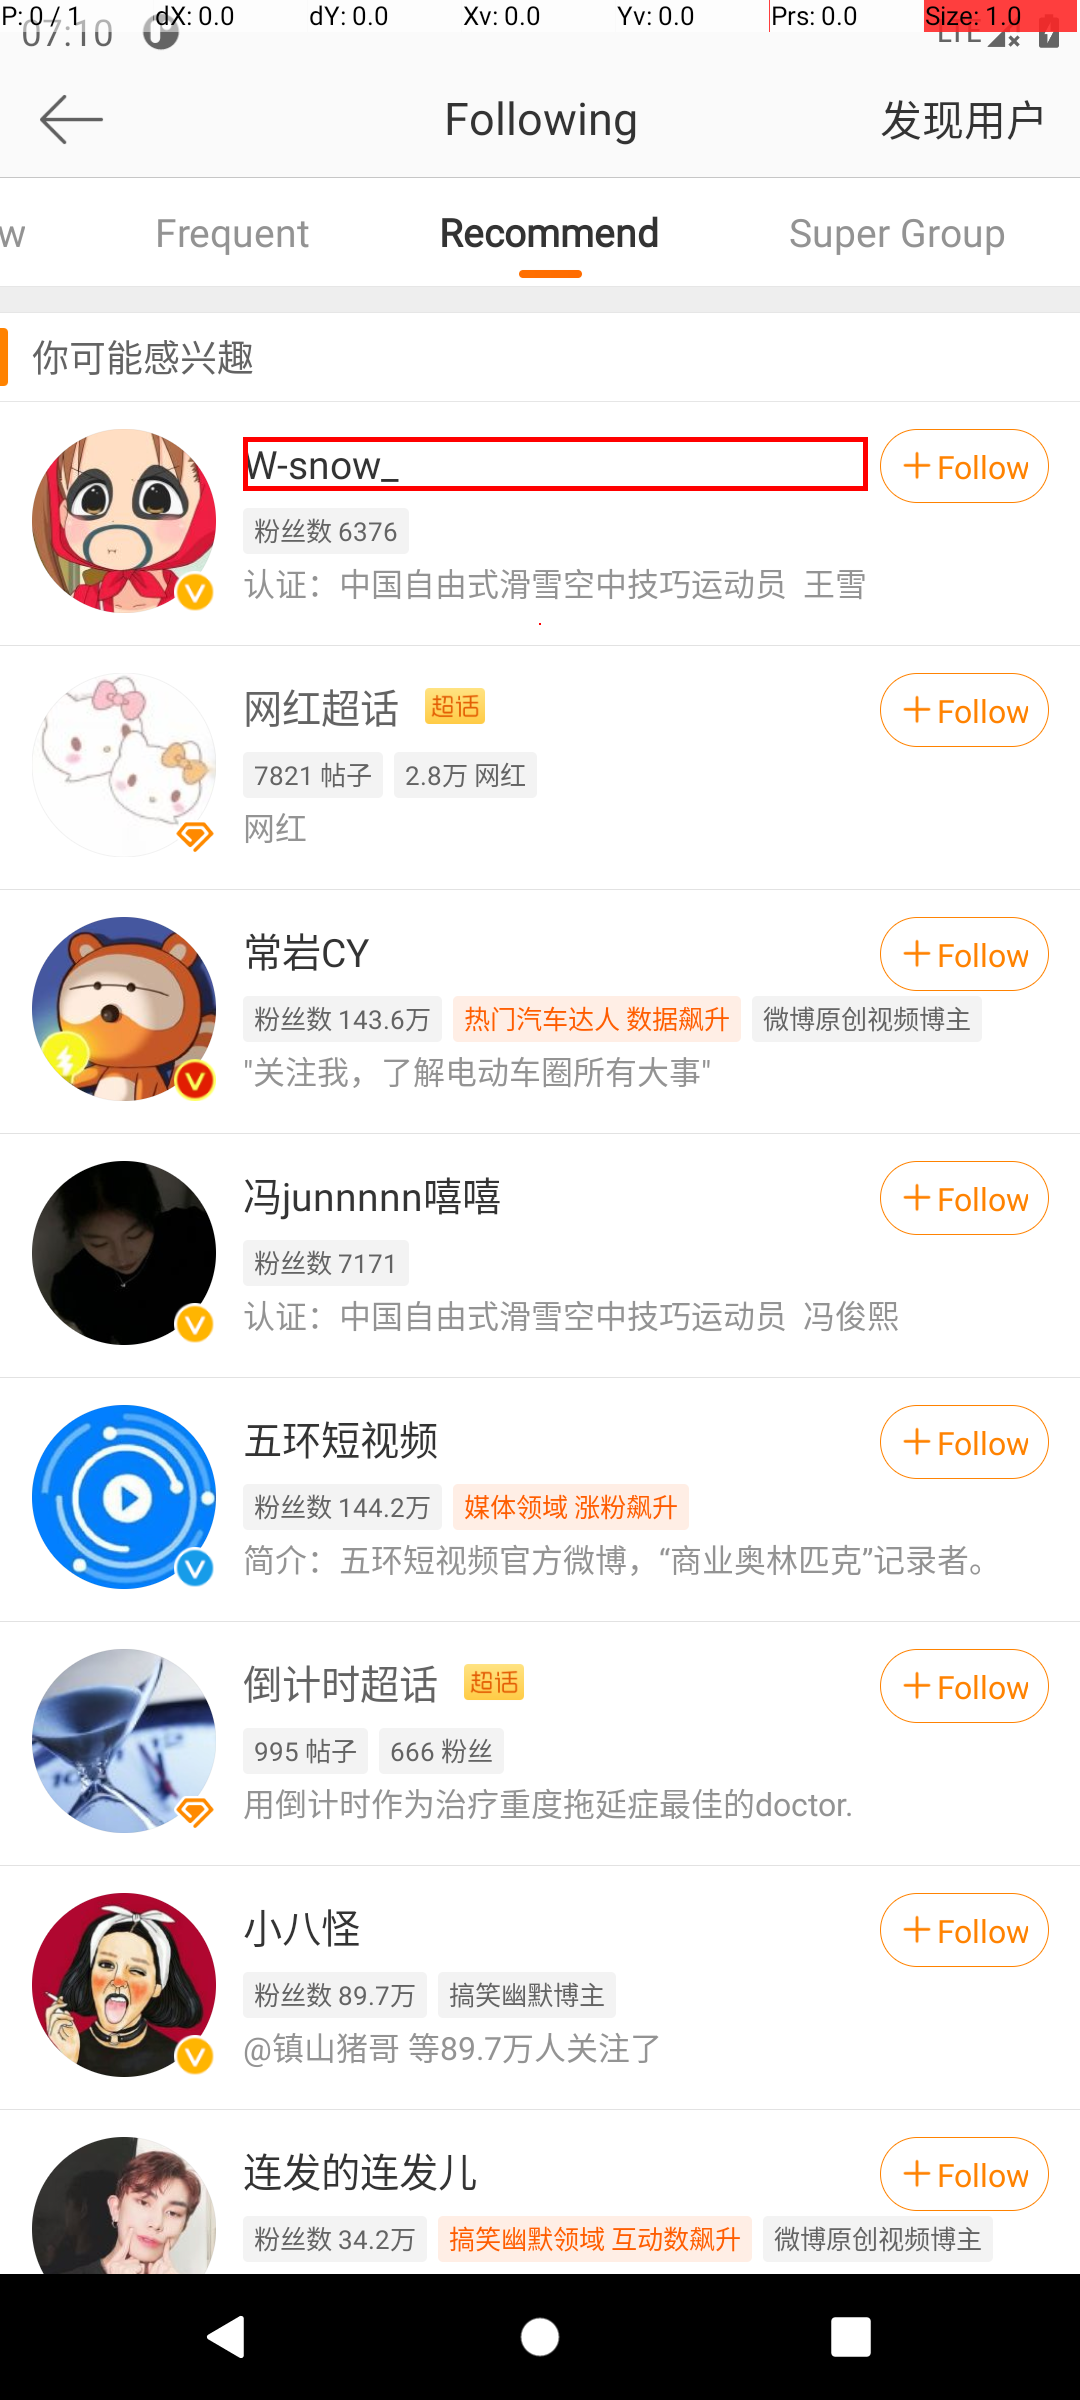 P: 0 / 1 dX: 0.0 dY: 0.0 Xv: 0.0 Yv: 0.0 Prs: 0.0 Size: 1.0
07:10 LTE
Following 发现用户
w Frequent Recommend Super Group
你可能感兴趣
W-snow_ Follow
粉丝数 6376
认证：中国自由式滑雪空中技巧运动员 王雪
网红超话 超话 Follow
7821 帖子 2.8万 网红
网红
常岩CY Follow
粉丝数 143.6万 热门汽车达人 数据飙升 微博原创视频博主
"关注我，了解电动车圈所有大事"
冯junnnnn嘻嘻 Follow
粉丝数 7171
认证：中国自由式滑雪空中技巧运动员 冯俊熙
五环短视频 Follow
粉丝数 144.2万 媒体领域 涨粉飙升
简介：五环短视频官方微博，“商业奥林匹克”记录者。
倒计时超话 超话 Follow
995 帖子 666 粉丝
用倒计时作为治疗重度拖延症最佳的doctor.
小八怪 Follow
粉丝数 89.7万 搞笑幽默博主
@镇山猪哥 等89.7万人关注了
连发的连发儿 Follow
粉丝数 34.2万 搞笑幽默领域 互动数飙升 微博原创视频博主